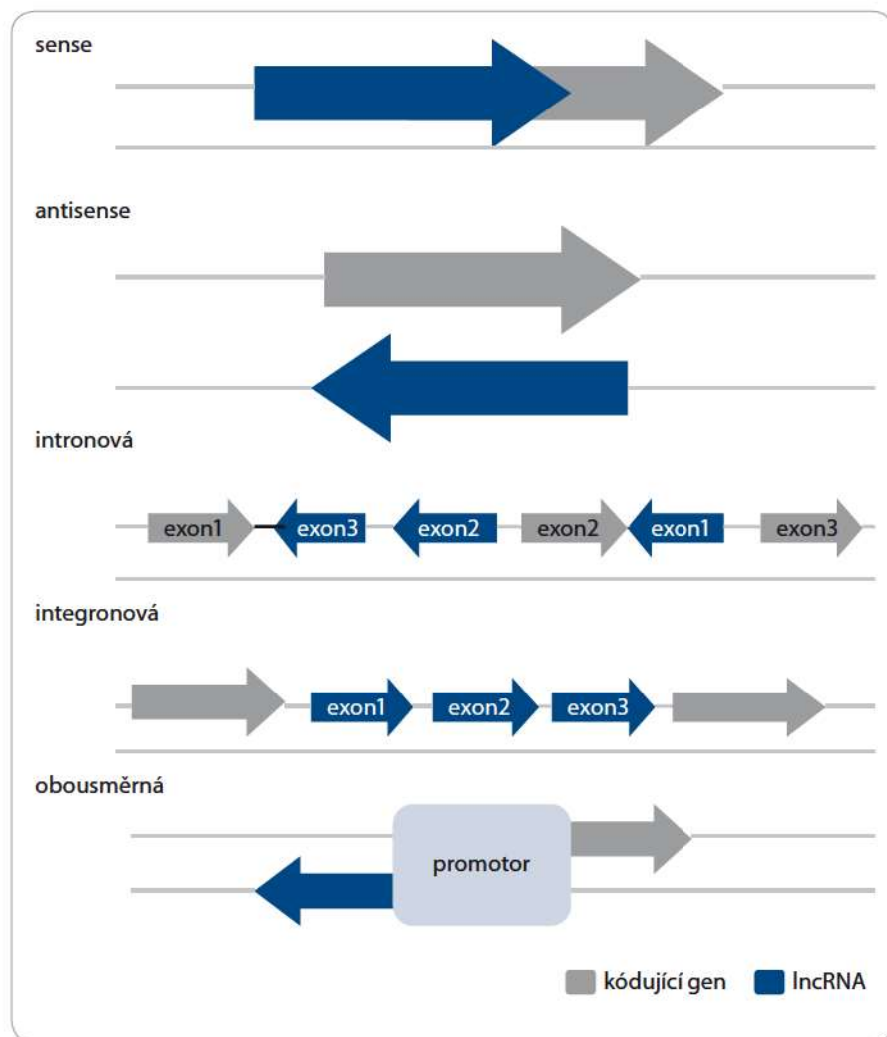 sense
antisense
intronová
exon1 exon3 exon2 exon2 exon1 exon3
integronová
exon1 exon2 exon3
obousměrná
promotor
kódující gen lncRNA